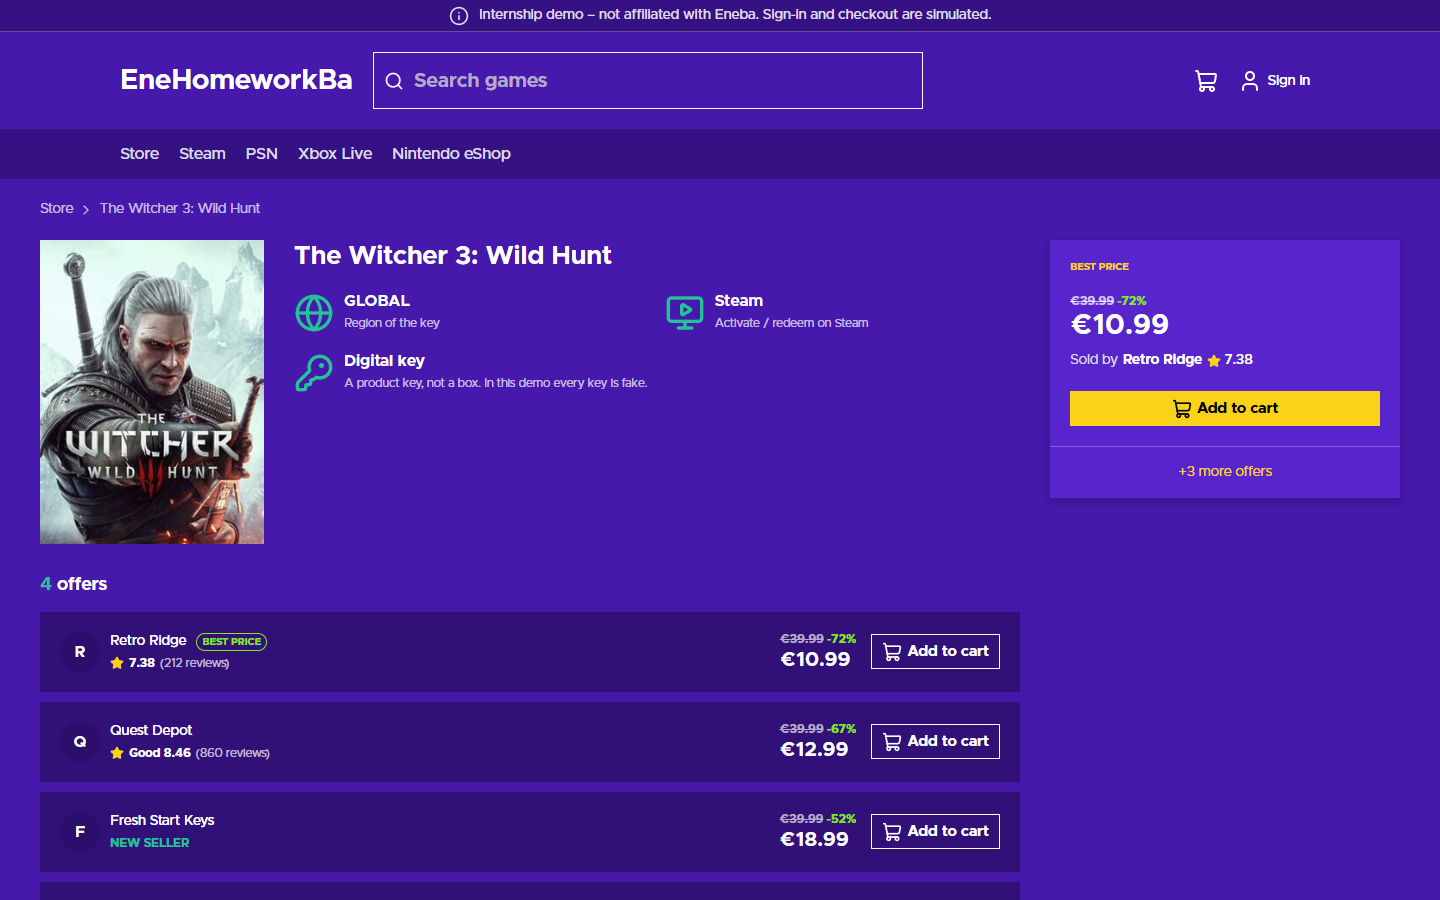 Internship demo – not affiliated with Eneba. Sign-in and checkout are simulated.
EneHomeworkBa
Search games
Sign in
Store
Steam
PSN
Xbox Live
Nintendo eShop
Store
The Witcher 3: Wild Hunt
THE
WITCHER
WILD HUNT
The Witcher 3: Wild Hunt
GLOBAL
Region of the key
Steam
Activate / redeem on Steam
Digital key
A product key, not a box. In this demo every key is fake.
BEST PRICE
€39.99 -72%
€10.99
Sold by Retro Ridge 7.38
Add to cart
+3 more offers
4 offers
R
Retro Ridge BEST PRICE
7.38 (212 reviews)
€39.99 -72%
€10.99
Add to cart
Q
Quest Depot
Good 8.46 (860 reviews)
€39.99 -67%
€12.99
Add to cart
F
Fresh Start Keys
NEW SELLER
€39.99 -52%
€18.99
Add to cart